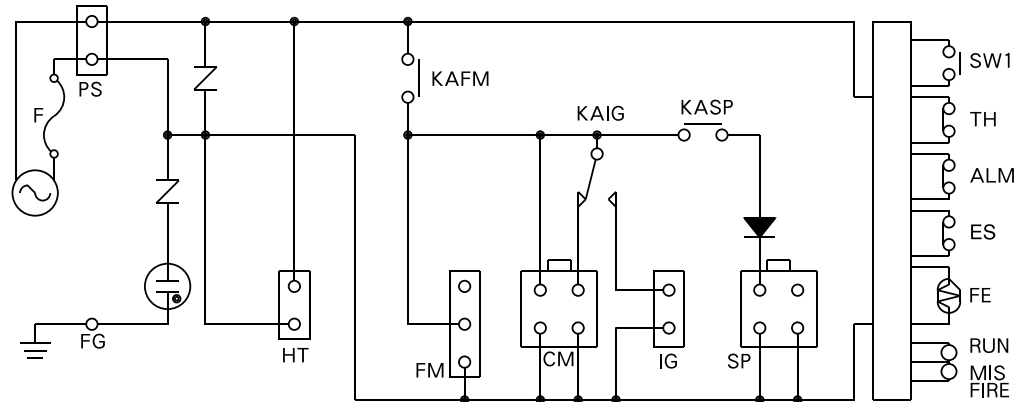 PS
F
FG
HT
KAFM
FM
KAIG
CM
IG
KASP
SP
SW1
TH
ALM
ES
FE
RUN
MIS
FIRE